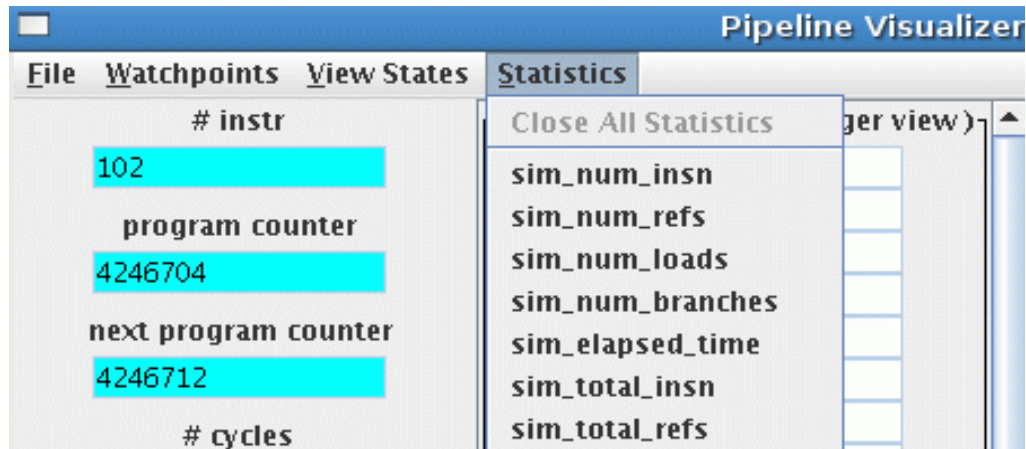 Pipeline Visualizer
File Watchpoints View States Statistics
# instr
102
program counter
4246704
next program counter
4246712
# cycles
Close All Statistics
sim_num_insn
sim_num_refs
sim_num_loads
sim_num_branches
sim_elapsed_time
sim_total_insn
sim_total_refs
ger view)